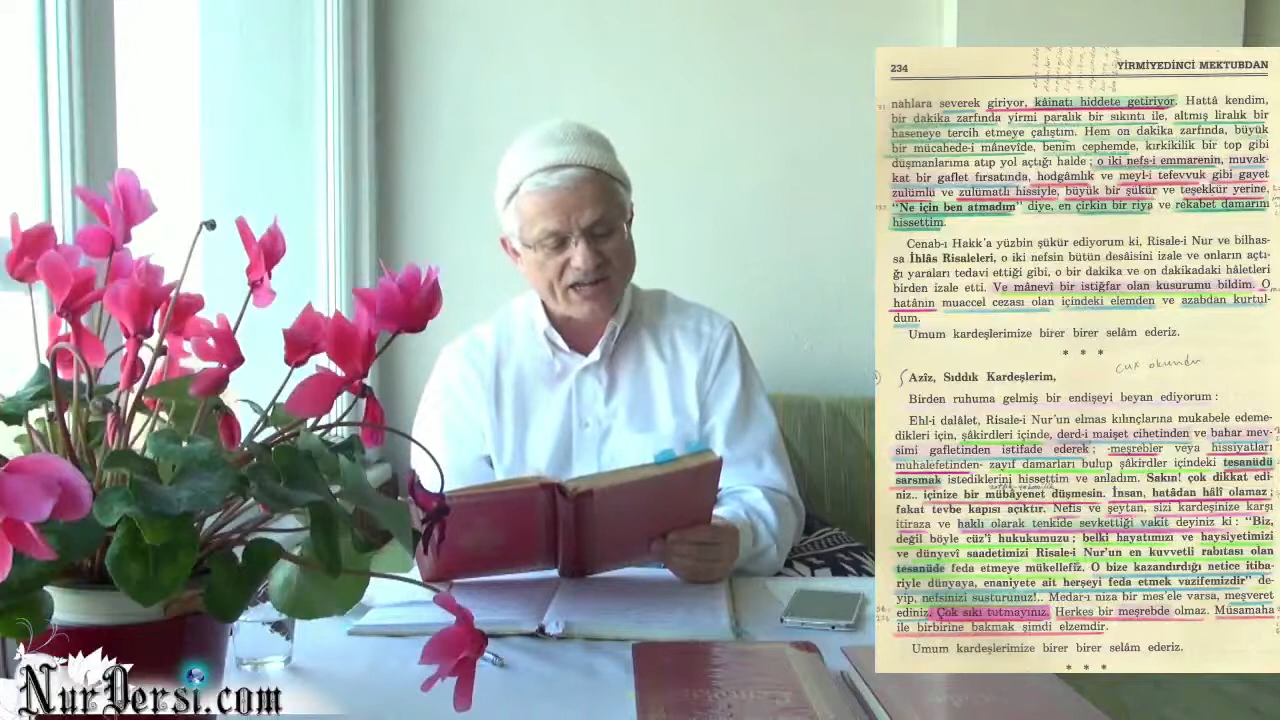 234 YİRMİYEDİNCİ MEKTUBDAN
nahlara severek giriyor, kâinatı hiddete getiriyor. Hattâ kendim,
bir dakika zarfında yirmi paralık bir sıkıntı ile, altmış liralık bir
haseneye tercih etmeye çalıştım. Hem on dakika zarfında, büyük
bir mücahede-i mânevîde, benim cephemde, kırkikilik bir top gibi
düşmanlarıma atıp yol açtığı halde; o iki nefs-i emmarenin, muvak-
kat bir gaflet fırsatında, hodgâmlık ve meyl-i tefevvuk gibi gayet
zulümlü ve zulümatlı hissiyle, büyük bir şükür ve teşekkür yerine,
"Ne için ben atmadım" diye, en çirkin bir riya ve rekabet damarını
hissettim.
Cenab-ı Hakk'a yüzbin şükür ediyorum ki, Risale-i Nur ve bilhas-
sa İhlâs Risaleleri, o iki nefsin bütün desâisini izale ve onların açtı-
ğı yaraları tedavi ettiği gibi, o bir dakika ve on dakikadaki hâletleri
birden izale etti. Ve mânevî bir istiğfar olan kusurumu bildim. O
hatânın muaccel cezası olan içindeki elemden ve azabdan kurtul-
dum.
Umum kardeşlerimize birer birer selâm ederiz.
* * *
cux okundu
Azîz, Sıddık Kardeşlerim,
Birden ruhuma gelmiş bir endişeyi beyan ediyorum :
Ehl-i dalâlet, Risale-i Nur'un elmas kılınçlarına mukabele edeme-
dikleri için, şâkirdleri içinde, derd-i maişet cihetinden ve bahar mev-
simi gafletinden istifade ederek; -meşrebler veya hissiyatları
muhalefetinden- zayıf damarları bulup şâkirdler içindeki tesanüdü
sarsmak istediklerini hissettim ve anladım. Sakın! çok dikkat edi-
niz.. içinize bir mübâyenet düşmesin. İnsan, hatâdan hâlî olamaz;
fakat tevbe kapısı açıktır. Nefis ve şeytan, sizi kardeşinize karşı
itiraza ve haklı olarak tenkide sevkettiği vakit deyiniz ki : "Biz,
değil böyle cüz'i hukukumuzu; belki hayatımızı ve haysiyetimizi
ve dünyevî saadetimizi Risale-i Nur'un en kuvvetli rabıtası olan
tesanüde feda etmeye mükellefiz. O bize kazandırdığı netice itiba-
riyle dünyaya, enaniyete ait herşeyi feda etmek vazifemizdir" de-
yip, nefsinizi susturunuz!.. Medar-ı niza bir mes'ele varsa, meşveret
ediniz. Çok sıkı tutmayınız. Herkes bir meşrebde olmaz. Müsamaha
ile birbirine bakmak şimdi elzemdir.
Umum kardeşlerimize birer birer selâm ederiz.
* * *
NurDersi.com